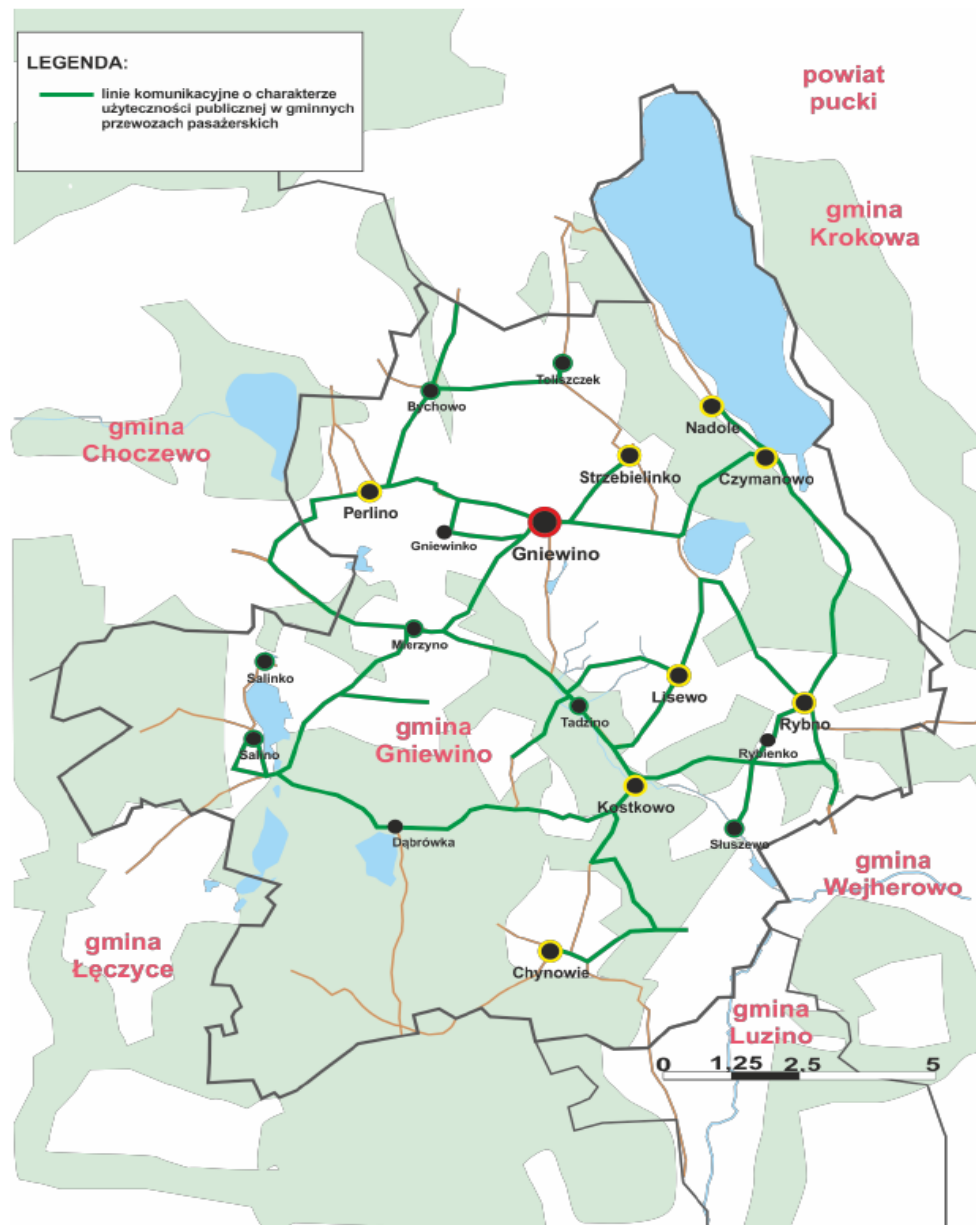 LEGENDA:
linie komunikacyjne o charakterze
użyteczności publicznej w gminnych
przewozach pasażerskich
powiat
pucki
gmina
Krokowa
Toliszczek
Bychowo
Nadole
gmina
Choczewo
Strzebielinko
Czymanowo
Perlino
Gniewinko
Gniewino
Mierzyno
Salinko
Lisewo
Tadzino
Rybno
gmina
Gniewino
Salino
Rybienko
Kostkowo
Dąbrówka
Słuszewo
gmina
Wejherowo
gmina
Łęczyce
Chynowie
gmina
Luzino
0 1,25 2,5 5